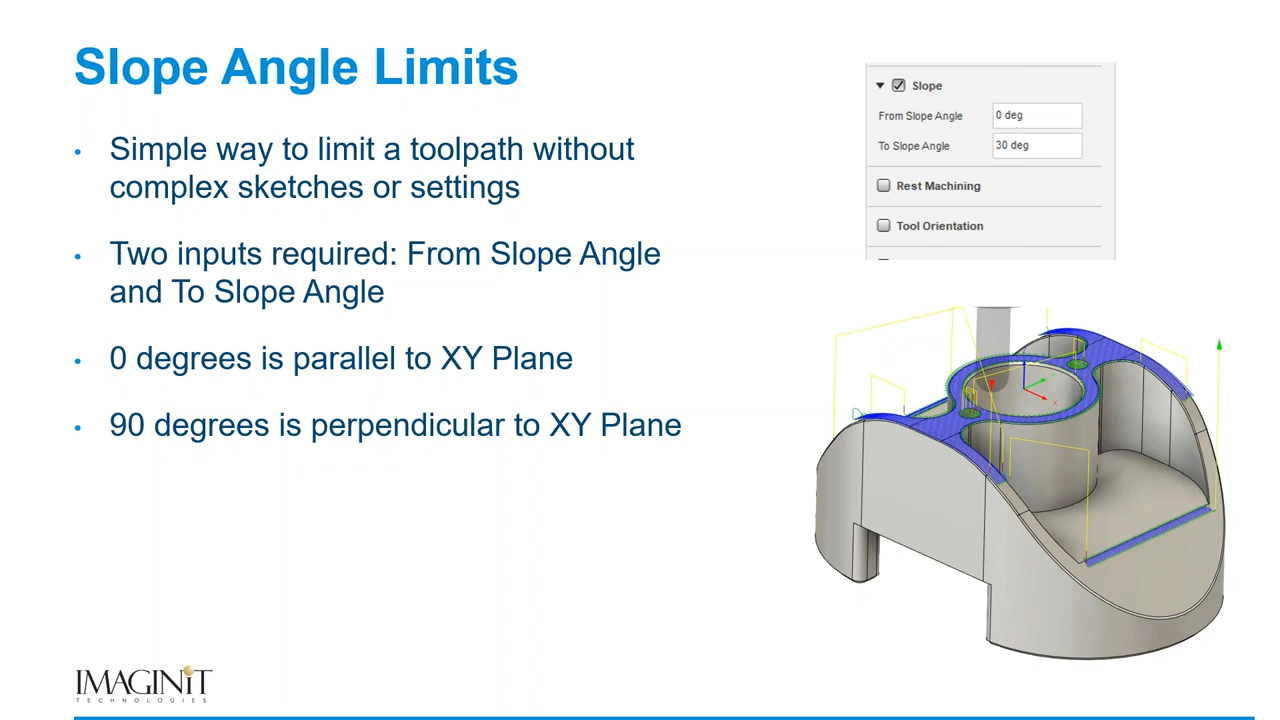 Slope Angle Limits
• Simple way to limit a toolpath without
complex sketches or settings
• Two inputs required: From Slope Angle
and To Slope Angle
• 0 degrees is parallel to XY Plane
• 90 degrees is perpendicular to XY Plane
Slope
From Slope Angle 0 deg
To Slope Angle 30 deg
Rest Machining
Tool Orientation
X
IMAGINiT
TECHNOLOGIES